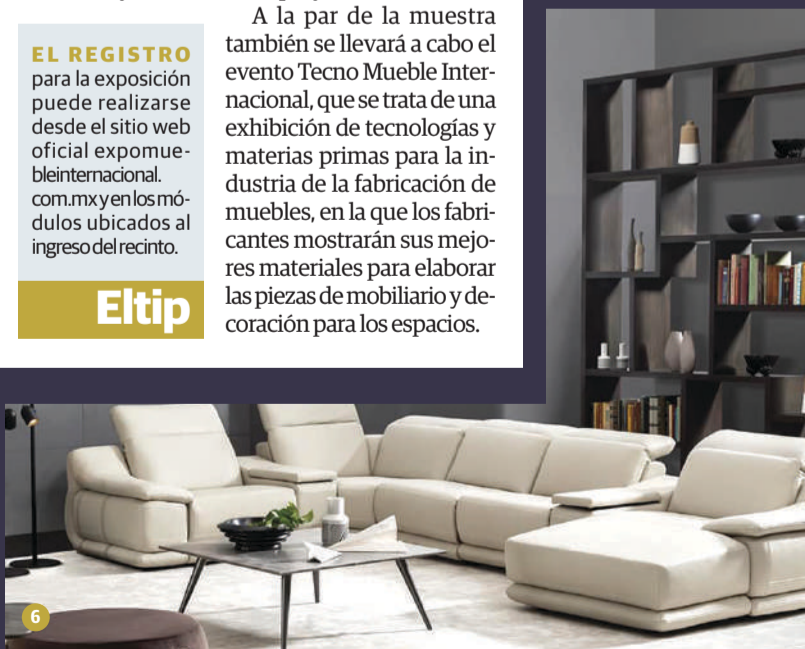 EL REGISTRO
para la exposición
puede realizarse
desde el sitio web
oficial expomue-
bleinternacional.
com.mx y en los mó-
dulos ubicados al
ingreso del recinto.
Eltip
A la par de la muestra
también se llevará a cabo el
evento Tecno Mueble Inter-
nacional, que se trata de una
exhibición de tecnologías y
materias primas para la in-
dustria de la fabricación de
muebles, en la que los fabri-
cantes mostrarán sus mejo-
res materiales para elaborar
las piezas de mobiliario y de-
coración para los espacios.
6